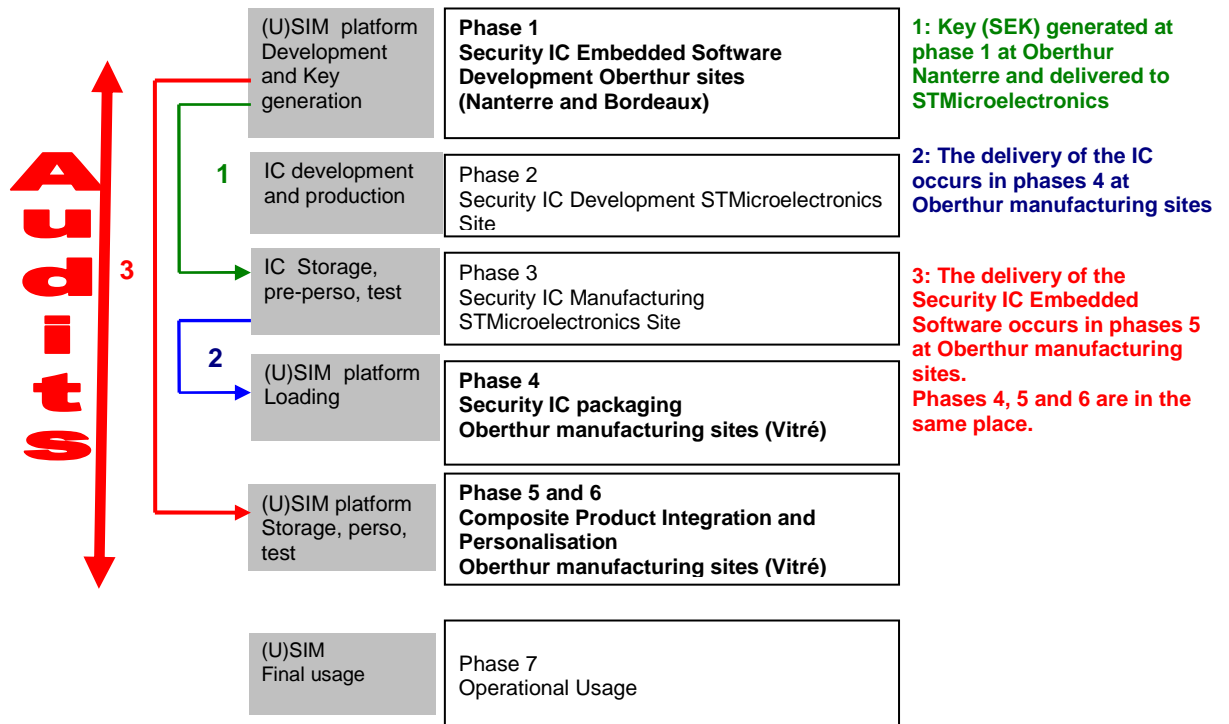 Audits
(U)SIM platform
Development
and Key
generation
Phase 1
Security IC Embedded Software
Development Oberthur sites
(Nanterre and Bordeaux)
1: Key (SEK) generated at
phase 1 at Oberthur
Nanterre and delivered to
STMicroelectronics
1
IC development
and production
Phase 2
Security IC Development STMicroelectronics
Site
2: The delivery of the IC
occurs in phases 4 at
Oberthur manufacturing sites
3
IC Storage,
pre-perso, test
Phase 3
Security IC Manufacturing
STMicroelectronics Site
3: The delivery of the
Security IC Embedded
Software occurs in phases 5
at Oberthur manufacturing
sites.
Phases 4, 5 and 6 are in the
same place.
2
(U)SIM platform
Loading
Phase 4
Security IC packaging
Oberthur manufacturing sites (Vitré)
(U)SIM platform
Storage, perso,
test
Phase 5 and 6
Composite Product Integration and
Personalisation
Oberthur manufacturing sites (Vitré)
(U)SIM
Final usage
Phase 7
Operational Usage